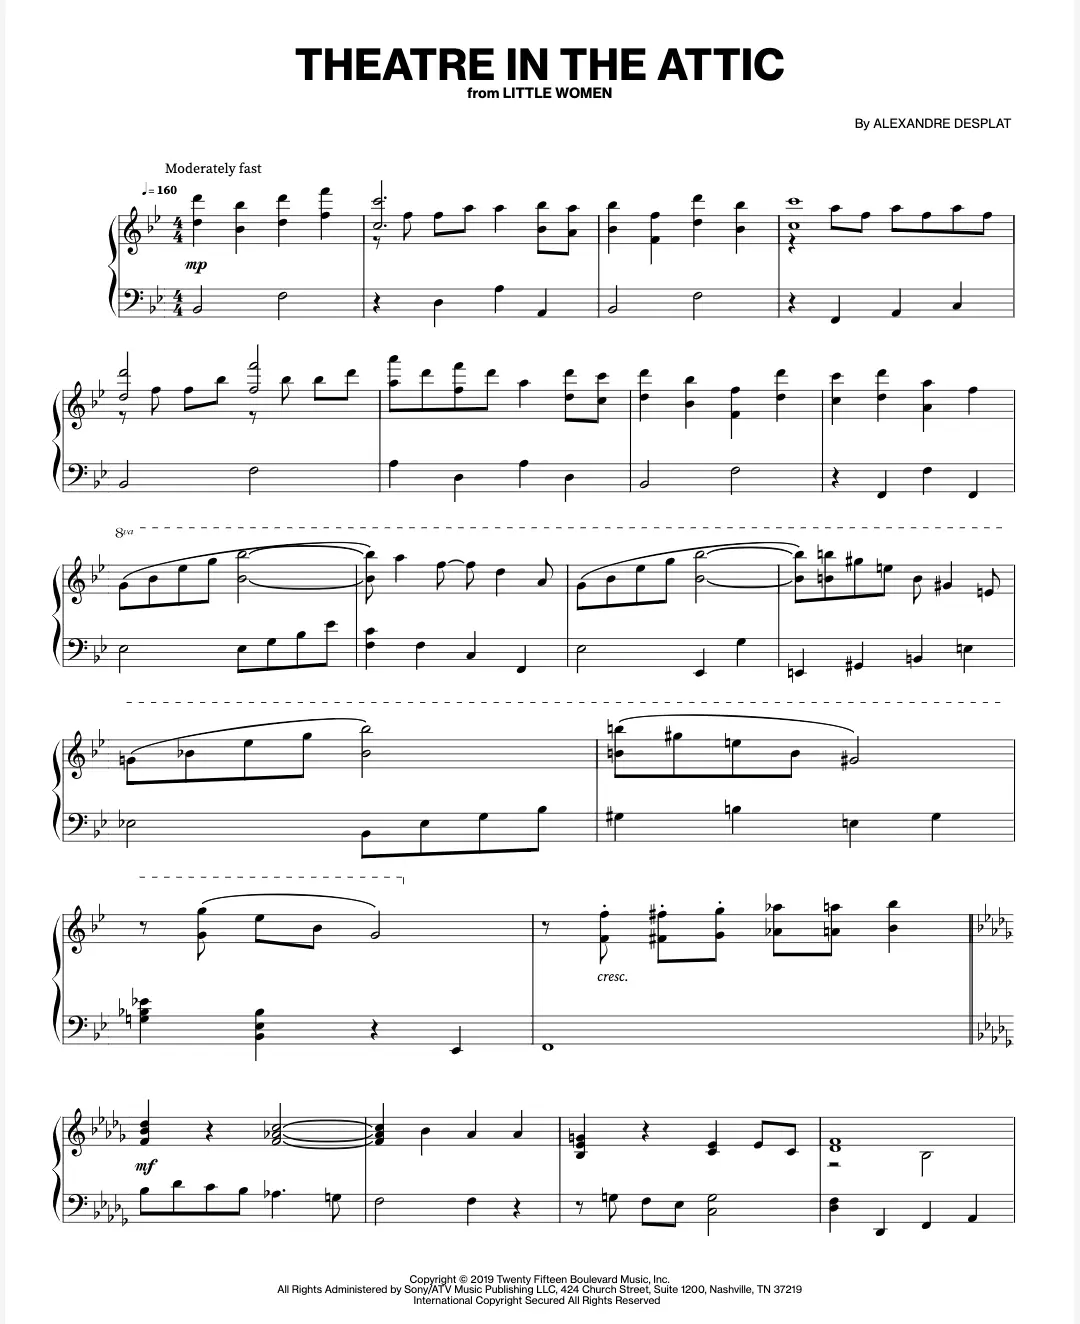 THEATRE IN THE ATTIC
from LITTLE WOMEN
By ALEXANDRE DESPLAT
Moderately fast
♩= 160
4
4
mp
4
4
8va
cresc.
mf
Copyright © 2019 Twenty Fifteen Boulevard Music, Inc.
All Rights Administered by Sony/ATV Music Publishing LLC, 424 Church Street, Suite 1200, Nashville, TN 37219
International Copyright Secured All Rights Reserved